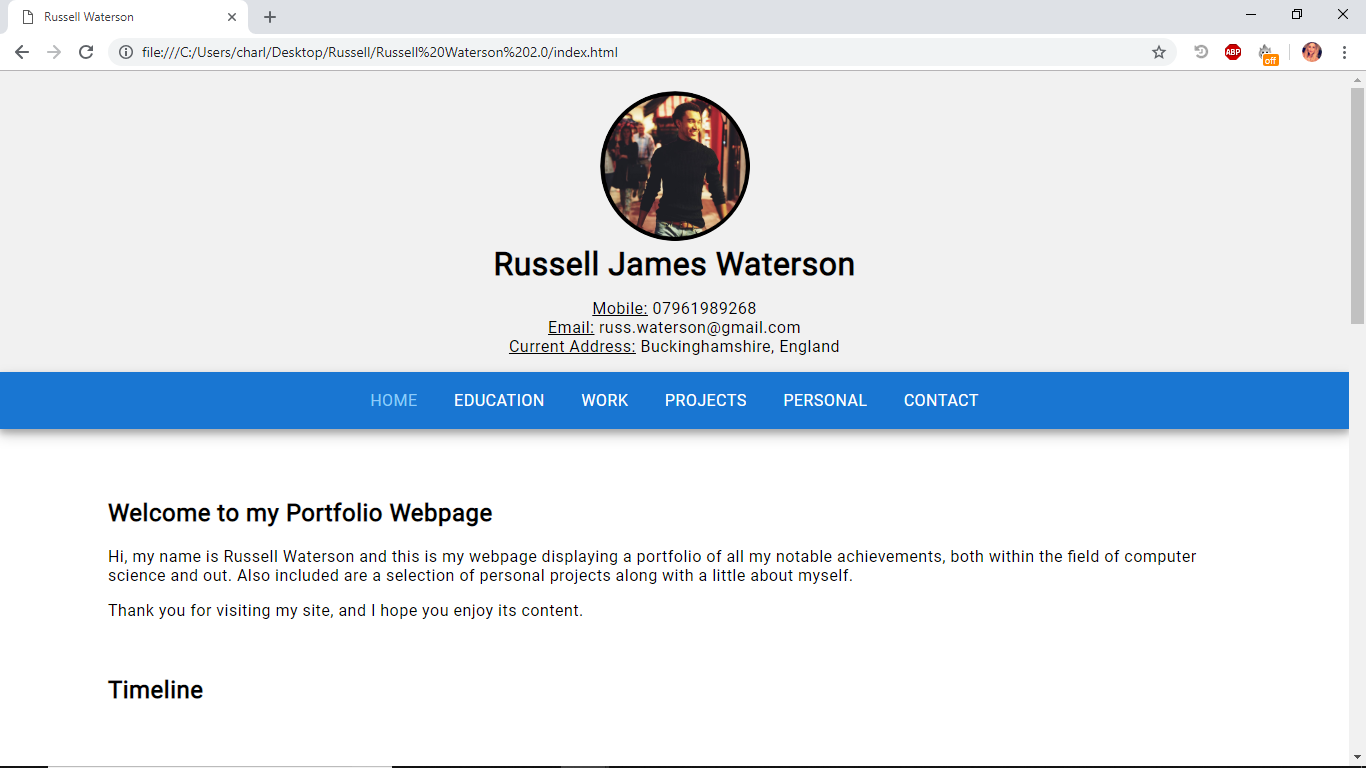 Russell Waterson
file:///C:/Users/charl/Desktop/Russell/Russell%20Waterson%202.0/index.html
ABP
off
Russell James Waterson
Mobile: 07961989268
Email: russ.waterson@gmail.com
Current Address: Buckinghamshire, England
HOME EDUCATION WORK PROJECTS PERSONAL CONTACT
Welcome to my Portfolio Webpage
Hi, my name is Russell Waterson and this is my webpage displaying a portfolio of all my notable achievements, both within the field of computer
science and out. Also included are a selection of personal projects along with a little about myself.
Thank you for visiting my site, and I hope you enjoy its content.
Timeline